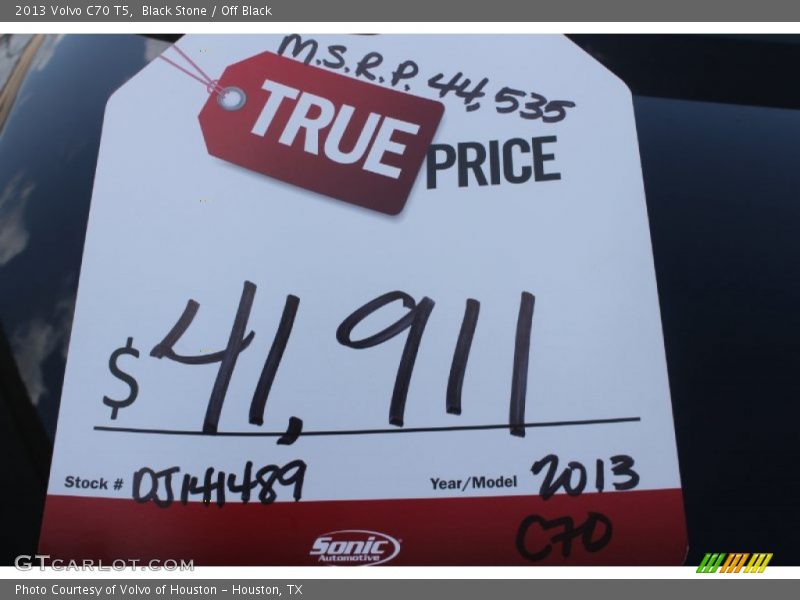 2013 Volvo C70 T5, Black Stone / Off Black
M.S.R.P. 44,535
TRUE
PRICE
$ 41,911
Stock # DJ141489 Year/Model 2013
C70
Sonic
Automotive
GTCARLOT.COM
Photo Courtesy of Volvo of Houston - Houston, TX